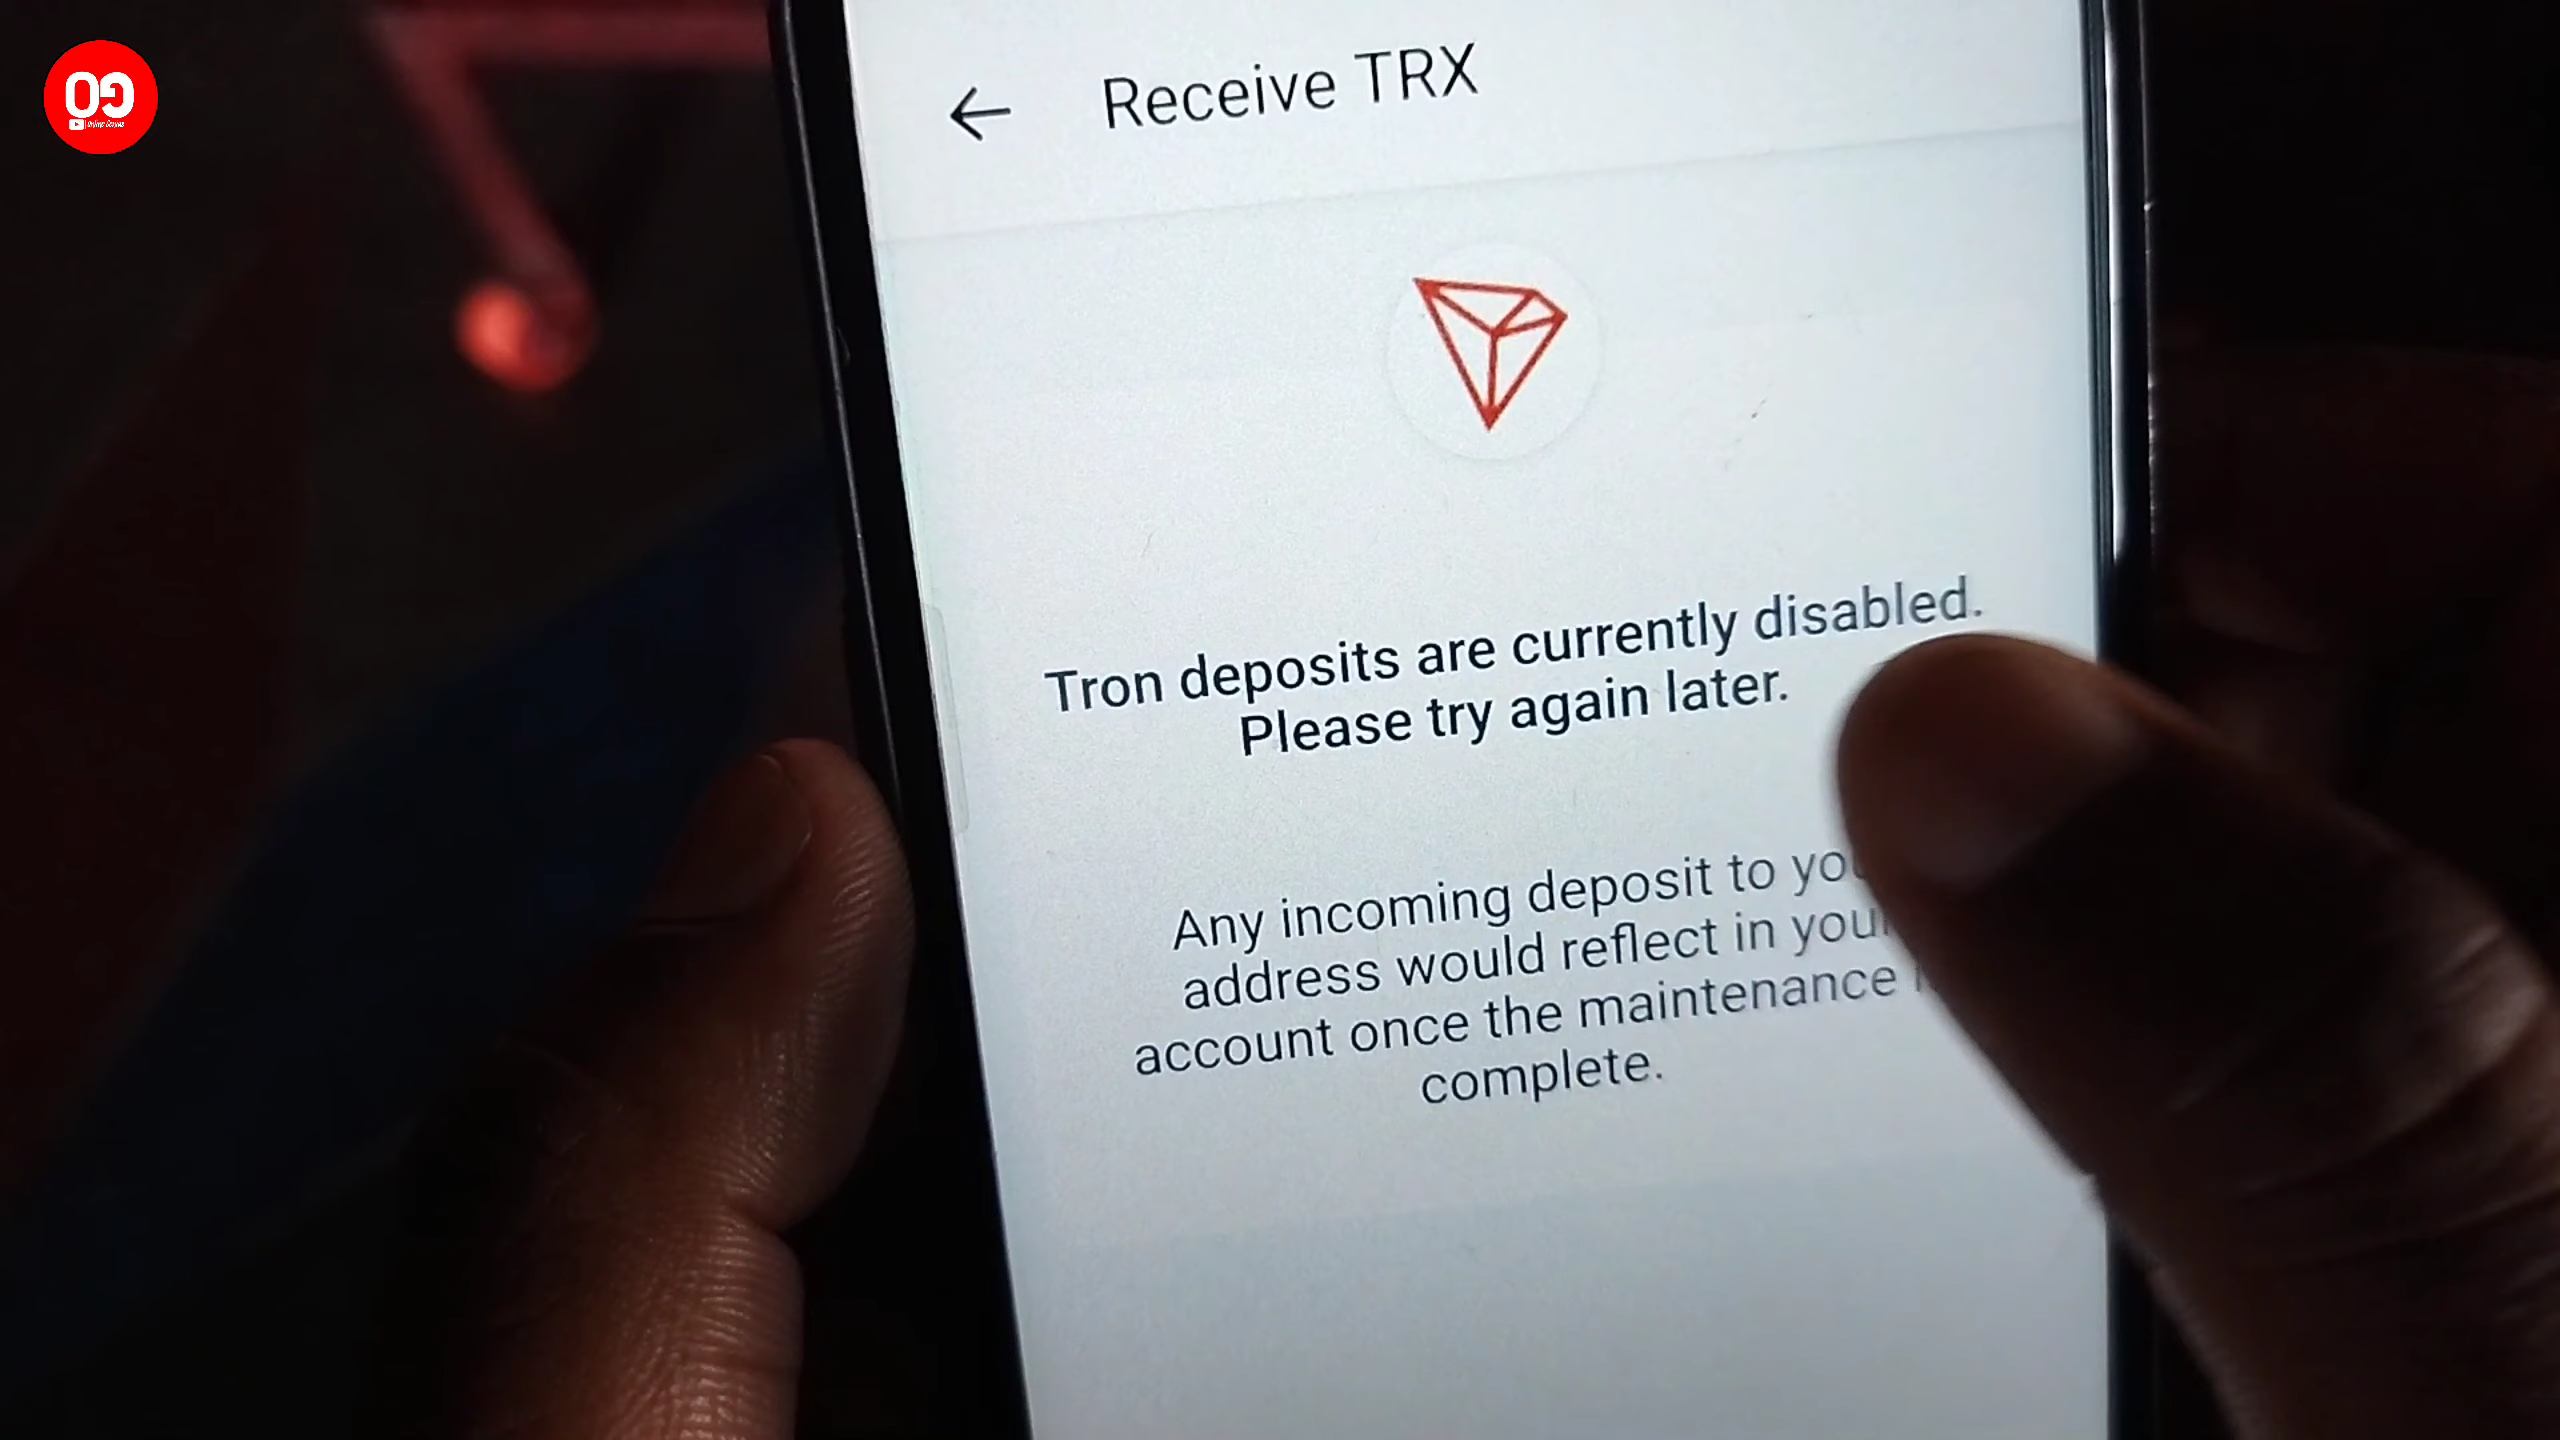 OG
Receive TRX
Tron deposits are currently disabled.
Please try again later.
Any incoming deposit to
address would reflect in
account once the maintenance
complete.